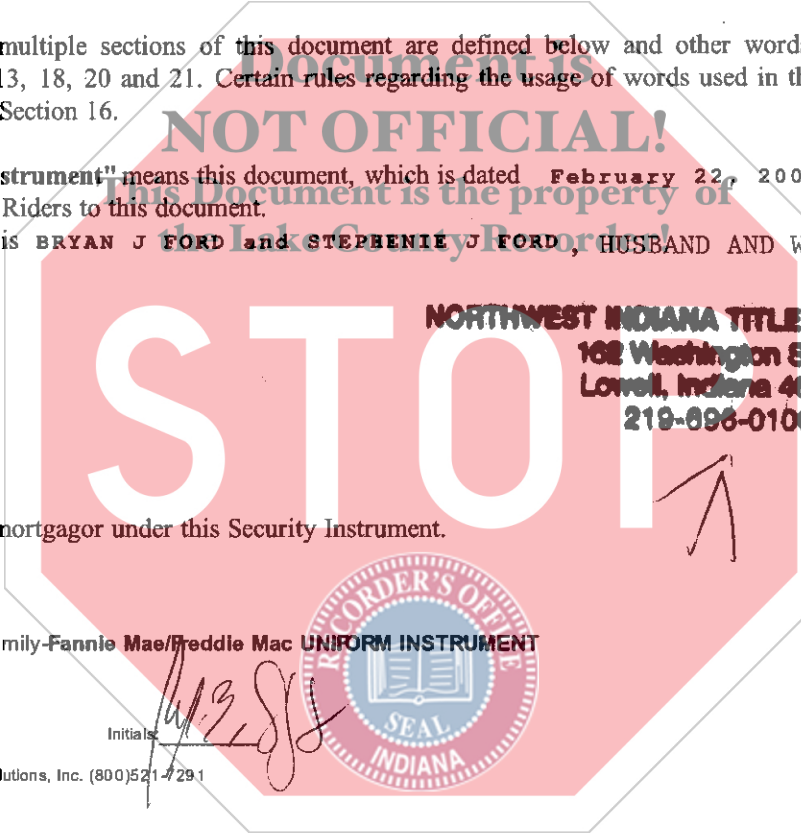 multiple sections of this document are defined below and other words
13, 18, 20 and 21. Certain rules regarding the usage of words used in th
Section 16.
Document is
NOT OFFICIAL!
strument" means this document, which is dated February 22, 200
This Document is the property of
Riders to this document.
is BRYAN J FORD and STEPHENIE J FORD , HUSBAND AND W
the Lake County Recorder!
NORTHWEST INDIANA TITLE
162 Washington S
Lowell, Indiana 46
219-696-0100
STOP
mortgagor under this Security Instrument.
RECORDER'S OFFICE
mily-Fannie Mae/Freddie Mac UNIFORM INSTRUMENT
SEAL
Initials:
INDIANA
lutions, Inc. (800)521-7291